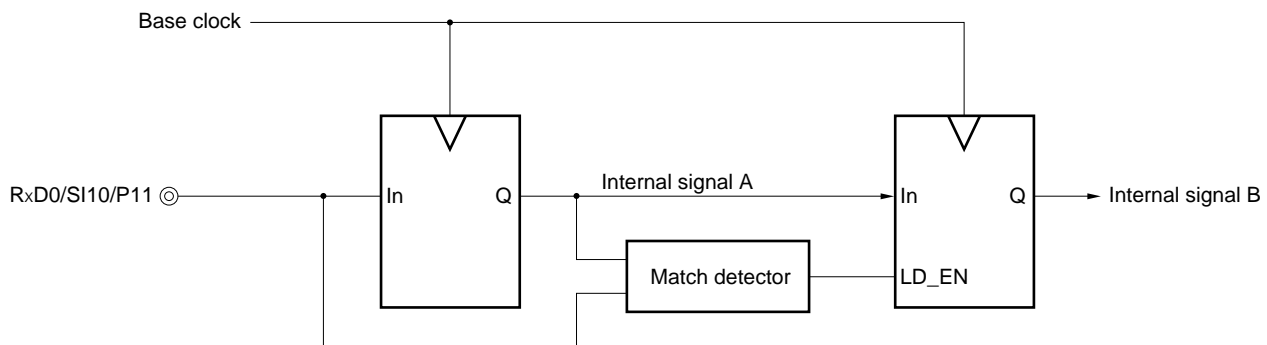 Base clock
RxD0/SI10/P11
In
Q
Internal signal A
In
Q
Internal signal B
Match detector
LD_EN